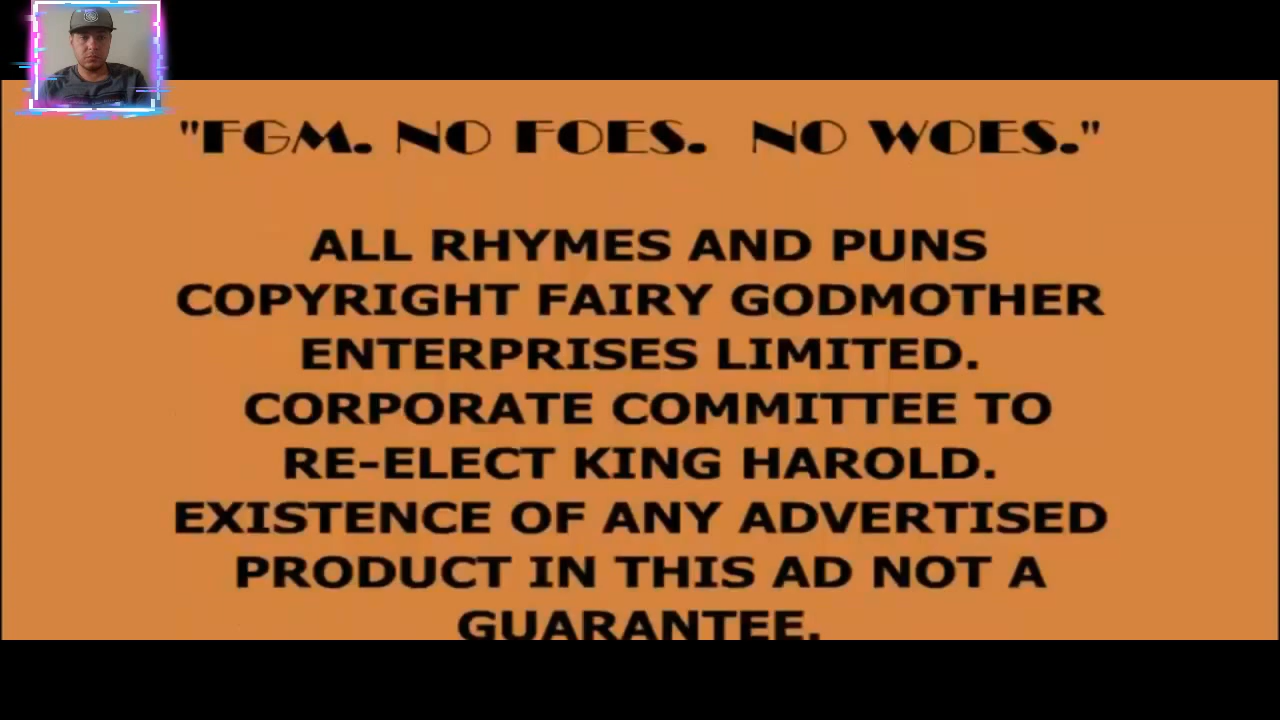 "FGM. NO FOES. NO WOES."
ALL RHYMES AND PUNS
COPYRIGHT FAIRY GODMOTHER
ENTERPRISES LIMITED.
CORPORATE COMMITTEE TO
RE-ELECT KING HAROLD.
EXISTENCE OF ANY ADVERTISED
PRODUCT IN THIS AD NOT A
GUARANTEE.